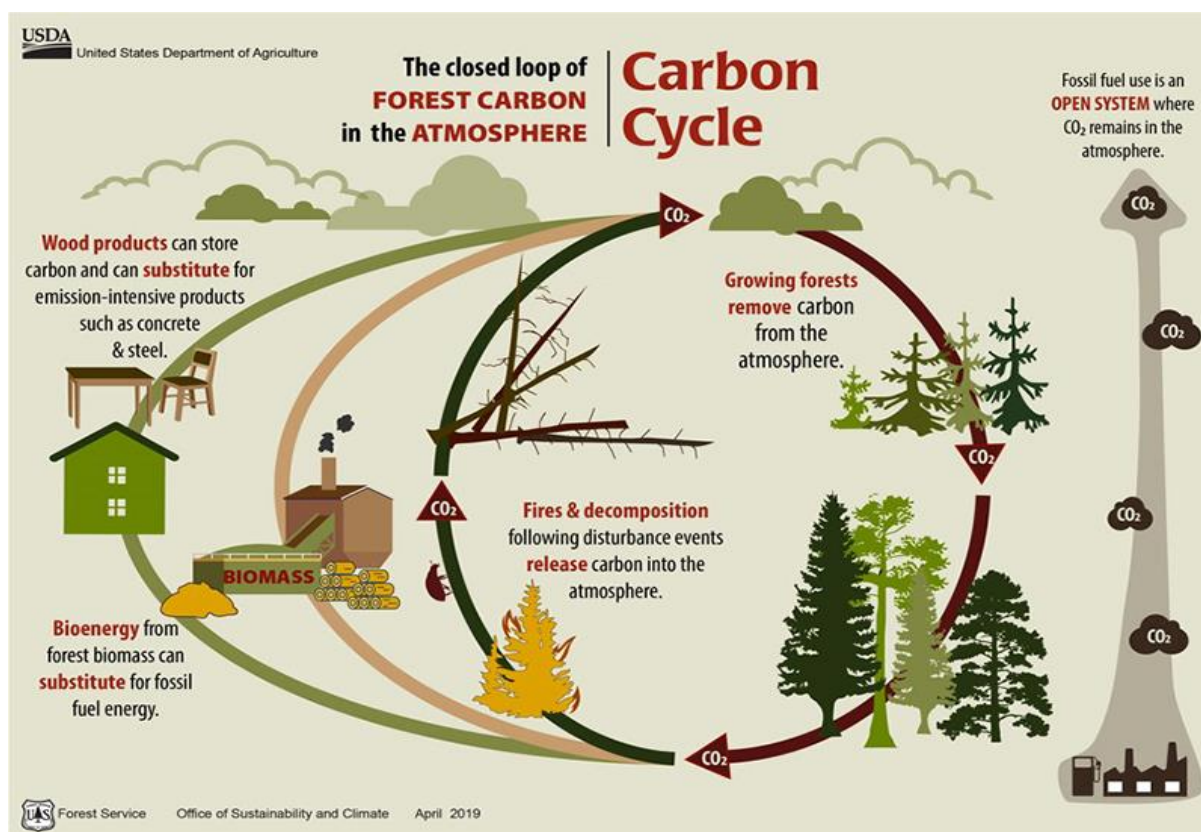 USDA
United States Department of Agriculture
The closed loop of
FOREST CARBON
in the ATMOSPHERE
Carbon
Cycle
Fossil fuel use is an
OPEN SYSTEM where
CO₂ remains in the
atmosphere.
CO₂
CO₂
Wood products can store
carbon and can substitute for
emission-intensive products
such as concrete
& steel.
Growing forests
remove carbon
from the
atmosphere.
CO₂
CO₂
CO₂
Fires & decomposition
following disturbance events
release carbon into the
atmosphere.
CO₂
BIOMASS
Bioenergy from
forest biomass can
substitute for fossil
fuel energy.
CO₂
CO₂
UAS
Forest Service
Office of Sustainability and Climate
April 2019